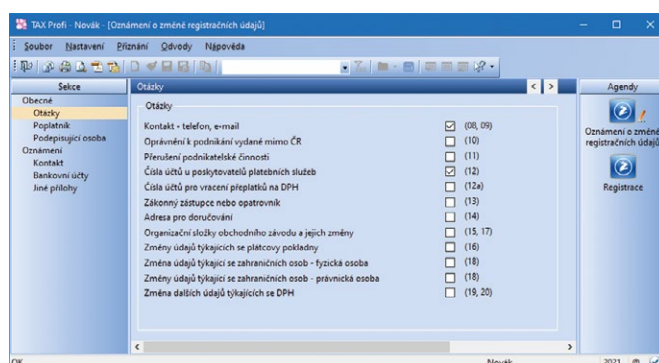 TAX Profi - Novák - [Oznámení o změně registračních údajů]
Soubor Nastavení Přiznání Odvody Nápověda
Sekce
Obecné
Otázky
Poplatník
Podepisující osoba
Oznámení
Kontakt
Bankovní účty
Jiné přílohy
Otázky
Otázky
Kontakt - telefon, e-mail (08, 09)
Oprávnění k podnikání vydané mimo ČR (10)
Přerušení podnikatelské činnosti (11)
Čísla účtů u poskytovatelů platebních služeb (12)
Čísla účtů pro vracení přeplatků na DPH (12a)
Zákonný zástupce nebo opatrovník (13)
Adresa pro doručování (14)
Organizační složky obchodního závodu a jejich změny (15, 17)
Změny údajů týkajících se plátcovy pokladny (16)
Změna údajů týkající se zahraničních osob - fyzická osoba (18)
Změny údajů týkající se zahraničních osob - právnická osoba (18)
Změna dalších údajů týkajících se DPH (19, 20)
Agendy
Oznámení o změně
registračních údajů
Registrace
OK Novák 2021